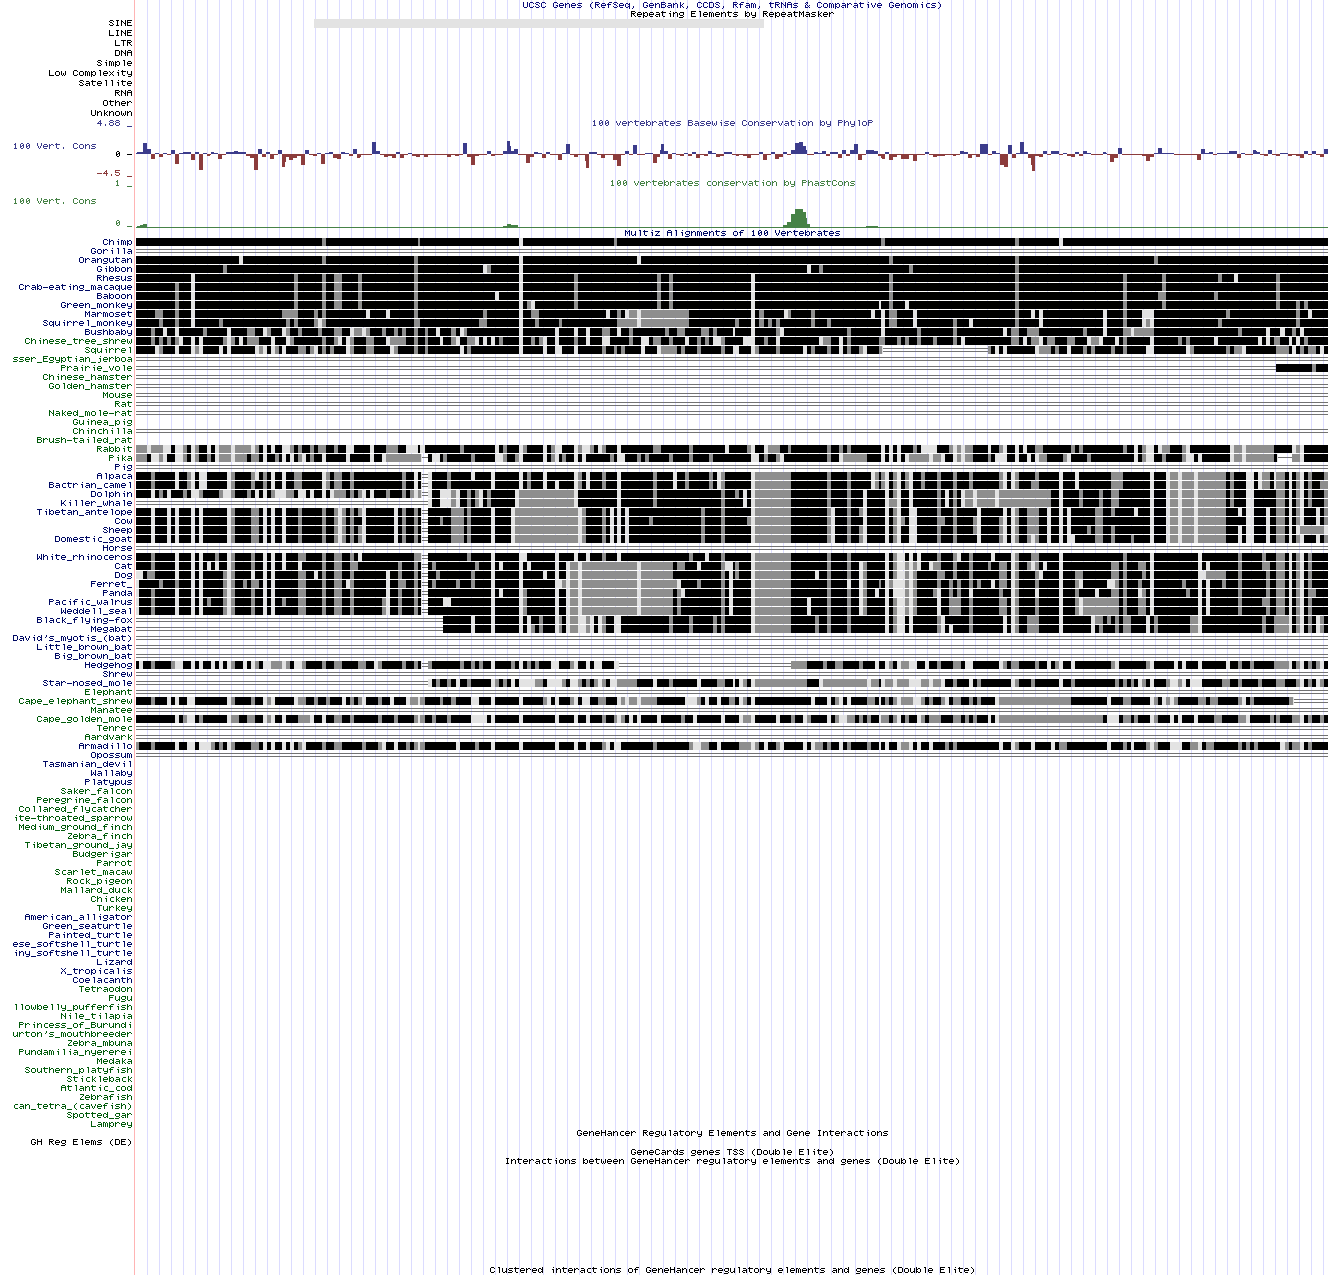 UCSC Genes (RefSeq, GenBank, CCDS, Rfam, tRNAs & Comparative Genomics)
Repeating Elements by RepeatMasker
SINE
LINE
LTR
DNA
Simple
Low Complexity
Satellite
RNA
Other
Unknown
100 vertebrates Basewise Conservation by PhyloP
4.88 _
100 Vert. Cons
0 _
-4.5 _
100 vertebrates conservation by PhastCons
1 _
100 Vert. Cons
0 _
Multiz Alignments of 100 Vertebrates
Chimp
Gorilla
Orangutan
Gibbon
Rhesus
Crab-eating_macaque
Baboon
Green_monkey
Marmoset
Squirrel_monkey
Bushbaby
Chinese_tree_shrew
Squirrel
sser_Egyptian_jerboa
Prairie_vole
Chinese_hamster
Golden_hamster
Mouse
Rat
Naked_mole-rat
Guinea_pig
Chinchilla
Brush-tailed_rat
Rabbit
Pika
Pig
Alpaca
Bactrian_camel
Dolphin
Killer_whale
Tibetan_antelope
Cow
Sheep
Domestic_goat
Horse
White_rhinoceros
Cat
Dog
Ferret_
Panda
Pacific_walrus
Weddell_seal
Black_flying-fox
Megabat
David's_myotis_(bat)
Little_brown_bat
Big_brown_bat
Hedgehog
Shrew
Star-nosed_mole
Elephant
Cape_elephant_shrew
Manatee
Cape_golden_mole
Tenrec
Aardvark
Armadillo
Opossum
Tasmanian_devil
Wallaby
Platypus
Saker_falcon
Peregrine_falcon
Collared_flycatcher
ite-throated_sparrow
Medium_ground_finch
Zebra_finch
Tibetan_ground_jay
Budgerigar
Parrot
Scarlet_macaw
Rock_pigeon
Mallard_duck
Chicken
Turkey
American_alligator
Green_seaturtle
Painted_turtle
ese_softshell_turtle
iny_softshell_turtle
Lizard
X_tropicalis
Coelacanth
Tetraodon
Fugu
llowbelly_pufferfish
Nile_tilapia
Princess_of_Burundi
urton's_mouthbreeder
Zebra_mbuna
Pundamilia_nyererei
Medaka
Southern_platyfish
Stickleback
Atlantic_cod
Zebrafish
can_tetra_(cavefish)
Spotted_gar
Lamprey
GeneHancer Regulatory Elements and Gene Interactions
GH Reg Elems (DE)
GeneCards genes TSS (Double Elite)
Interactions between GeneHancer regulatory elements and genes (Double Elite)
Clustered interactions of GeneHancer regulatory elements and genes (Double Elite)